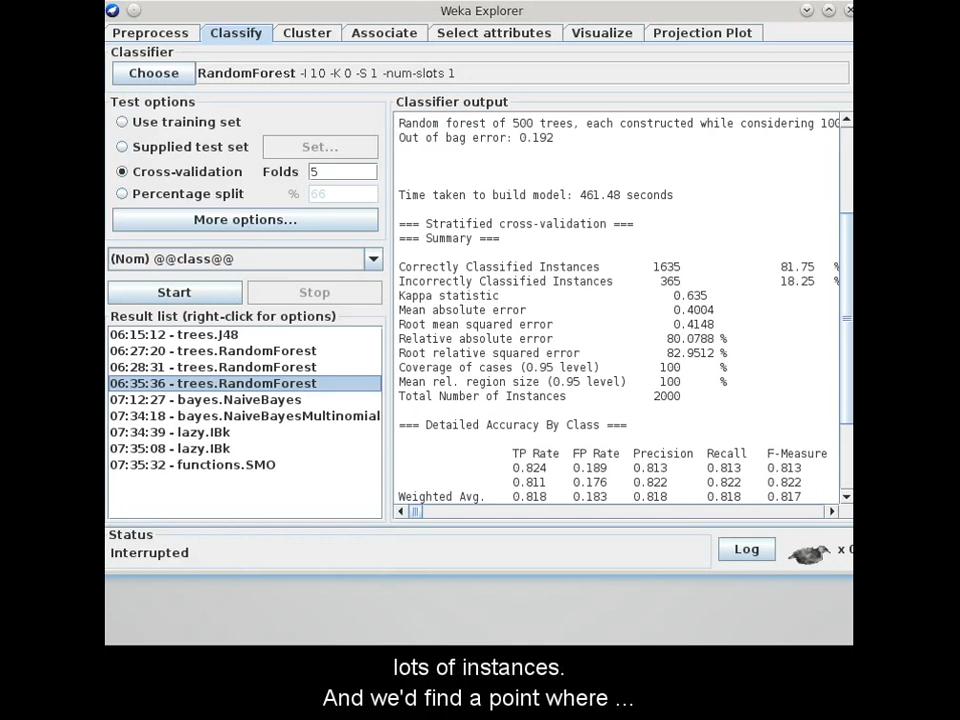 Weka Explorer
Preprocess Classify Cluster Associate Select attributes Visualize Projection Plot
Classifier
Choose RandomForest -I 10 -K 0 -S 1 -num-slots 1
Test options
Use training set
Supplied test set Set...
Cross-validation Folds 5
Percentage split % 66
More options...
(Nom) @@class@@
Start Stop
Result list (right-click for options)
06:15:12 - trees.J48
06:27:20 - trees.RandomForest
06:28:31 - trees.RandomForest
06:35:36 - trees.RandomForest
07:12:27 - bayes.NaiveBayes
07:34:18 - bayes.NaiveBayesMultinomial
07:34:39 - lazy.IBk
07:35:08 - lazy.IBk
07:35:32 - functions.SMO
Classifier output
Random forest of 500 trees, each constructed while considering 100
Out of bag error: 0.192
Time taken to build model: 461.48 seconds
=== Stratified cross-validation ===
=== Summary ===
Correctly Classified Instances 1635 81.75 %
Incorrectly Classified Instances 365 18.25 %
Kappa statistic 0.635
Mean absolute error 0.4004
Root mean squared error 0.4148
Relative absolute error 80.0788 %
Root relative squared error 82.9512 %
Coverage of cases (0.95 level) 100 %
Mean rel. region size (0.95 level) 100 %
Total Number of Instances 2000
=== Detailed Accuracy By Class ===
TP Rate FP Rate Precision Recall F-Measure
0.824 0.189 0.813 0.813 0.813
0.811 0.176 0.822 0.822 0.822
Weighted Avg. 0.818 0.183 0.818 0.818 0.817
Status
Interrupted
Log x 0
lots of instances.
And we'd find a point where ...